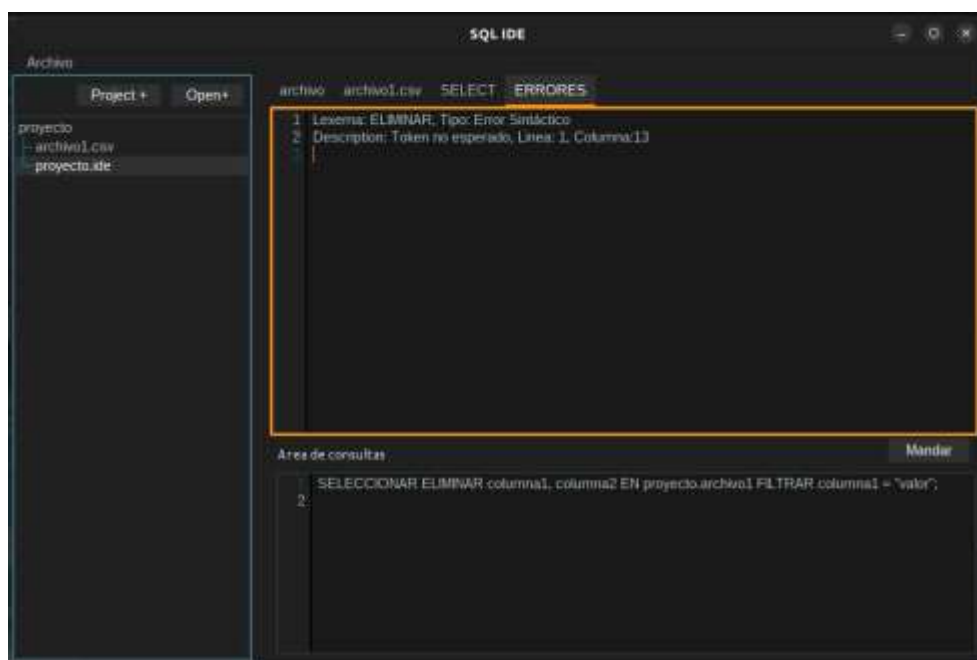 SQL IDE
Archivo
Project + Open+
proyecto
archivo1.csv
proyecto.ide
archivo archivo1.csv SELECT ERRORES
1 Lexema: ELIMINAR, Tipo: Error Sintáctico
2 Description: Token no esperado, Linea: 1, Columna:13
3
Area de consultas
Mandar
1 SELECCIONAR ELIMINAR columna1, columna2 EN proyecto.archivo1 FILTRAR columna1 = "valor";
2